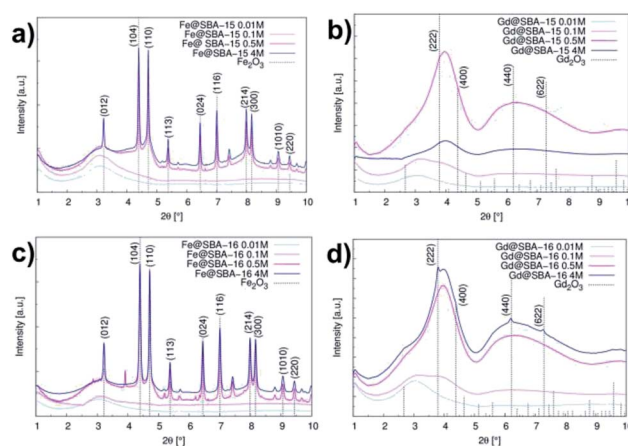 a)
Fe@SBA-15 0.01M
Fe@SBA-15 0.1M
Fe@ SBA-15 0.5M
Fe@SBA-15 4M
Fe₂O₃
(012)
(104)
(110)
(113)
(024)
(116)
(214)
(300)
(1010)
(220)
Intensity [a.u.]
1 2 3 4 5 6 7 8 9 10
2θ [°]
b)
Gd@SBA-15 0.01M
Gd@SBA-15 0.1M
Gd@SBA-15 0.5M
Gd@SBA-15 4M
Gd₂O₃
(222)
(400)
(440)
(622)
Intensity [a.u.]
1 2 3 4 5 6 7 8 9 10
2θ [°]
c)
Fe@SBA-16 0.01M
Fe@SBA-16 0.1M
Fe@SBA-16 0.5M
Fe@SBA-16 4M
Fe₂O₃
(012)
(104)
(110)
(113)
(024)
(116)
(214)
(300)
(1010)
(220)
Intensity [a.u.]
1 2 3 4 5 6 7 8 9 10
2θ [°]
d)
Gd@SBA-16 0.01M
Gd@SBA-16 0.1M
Gd@SBA-16 0.5M
Gd@SBA-16 4M
Gd₂O₃
(222)
(400)
(440)
(622)
Intensity [a.u.]
1 2 3 4 5 6 7 8 9 10
2θ [°]